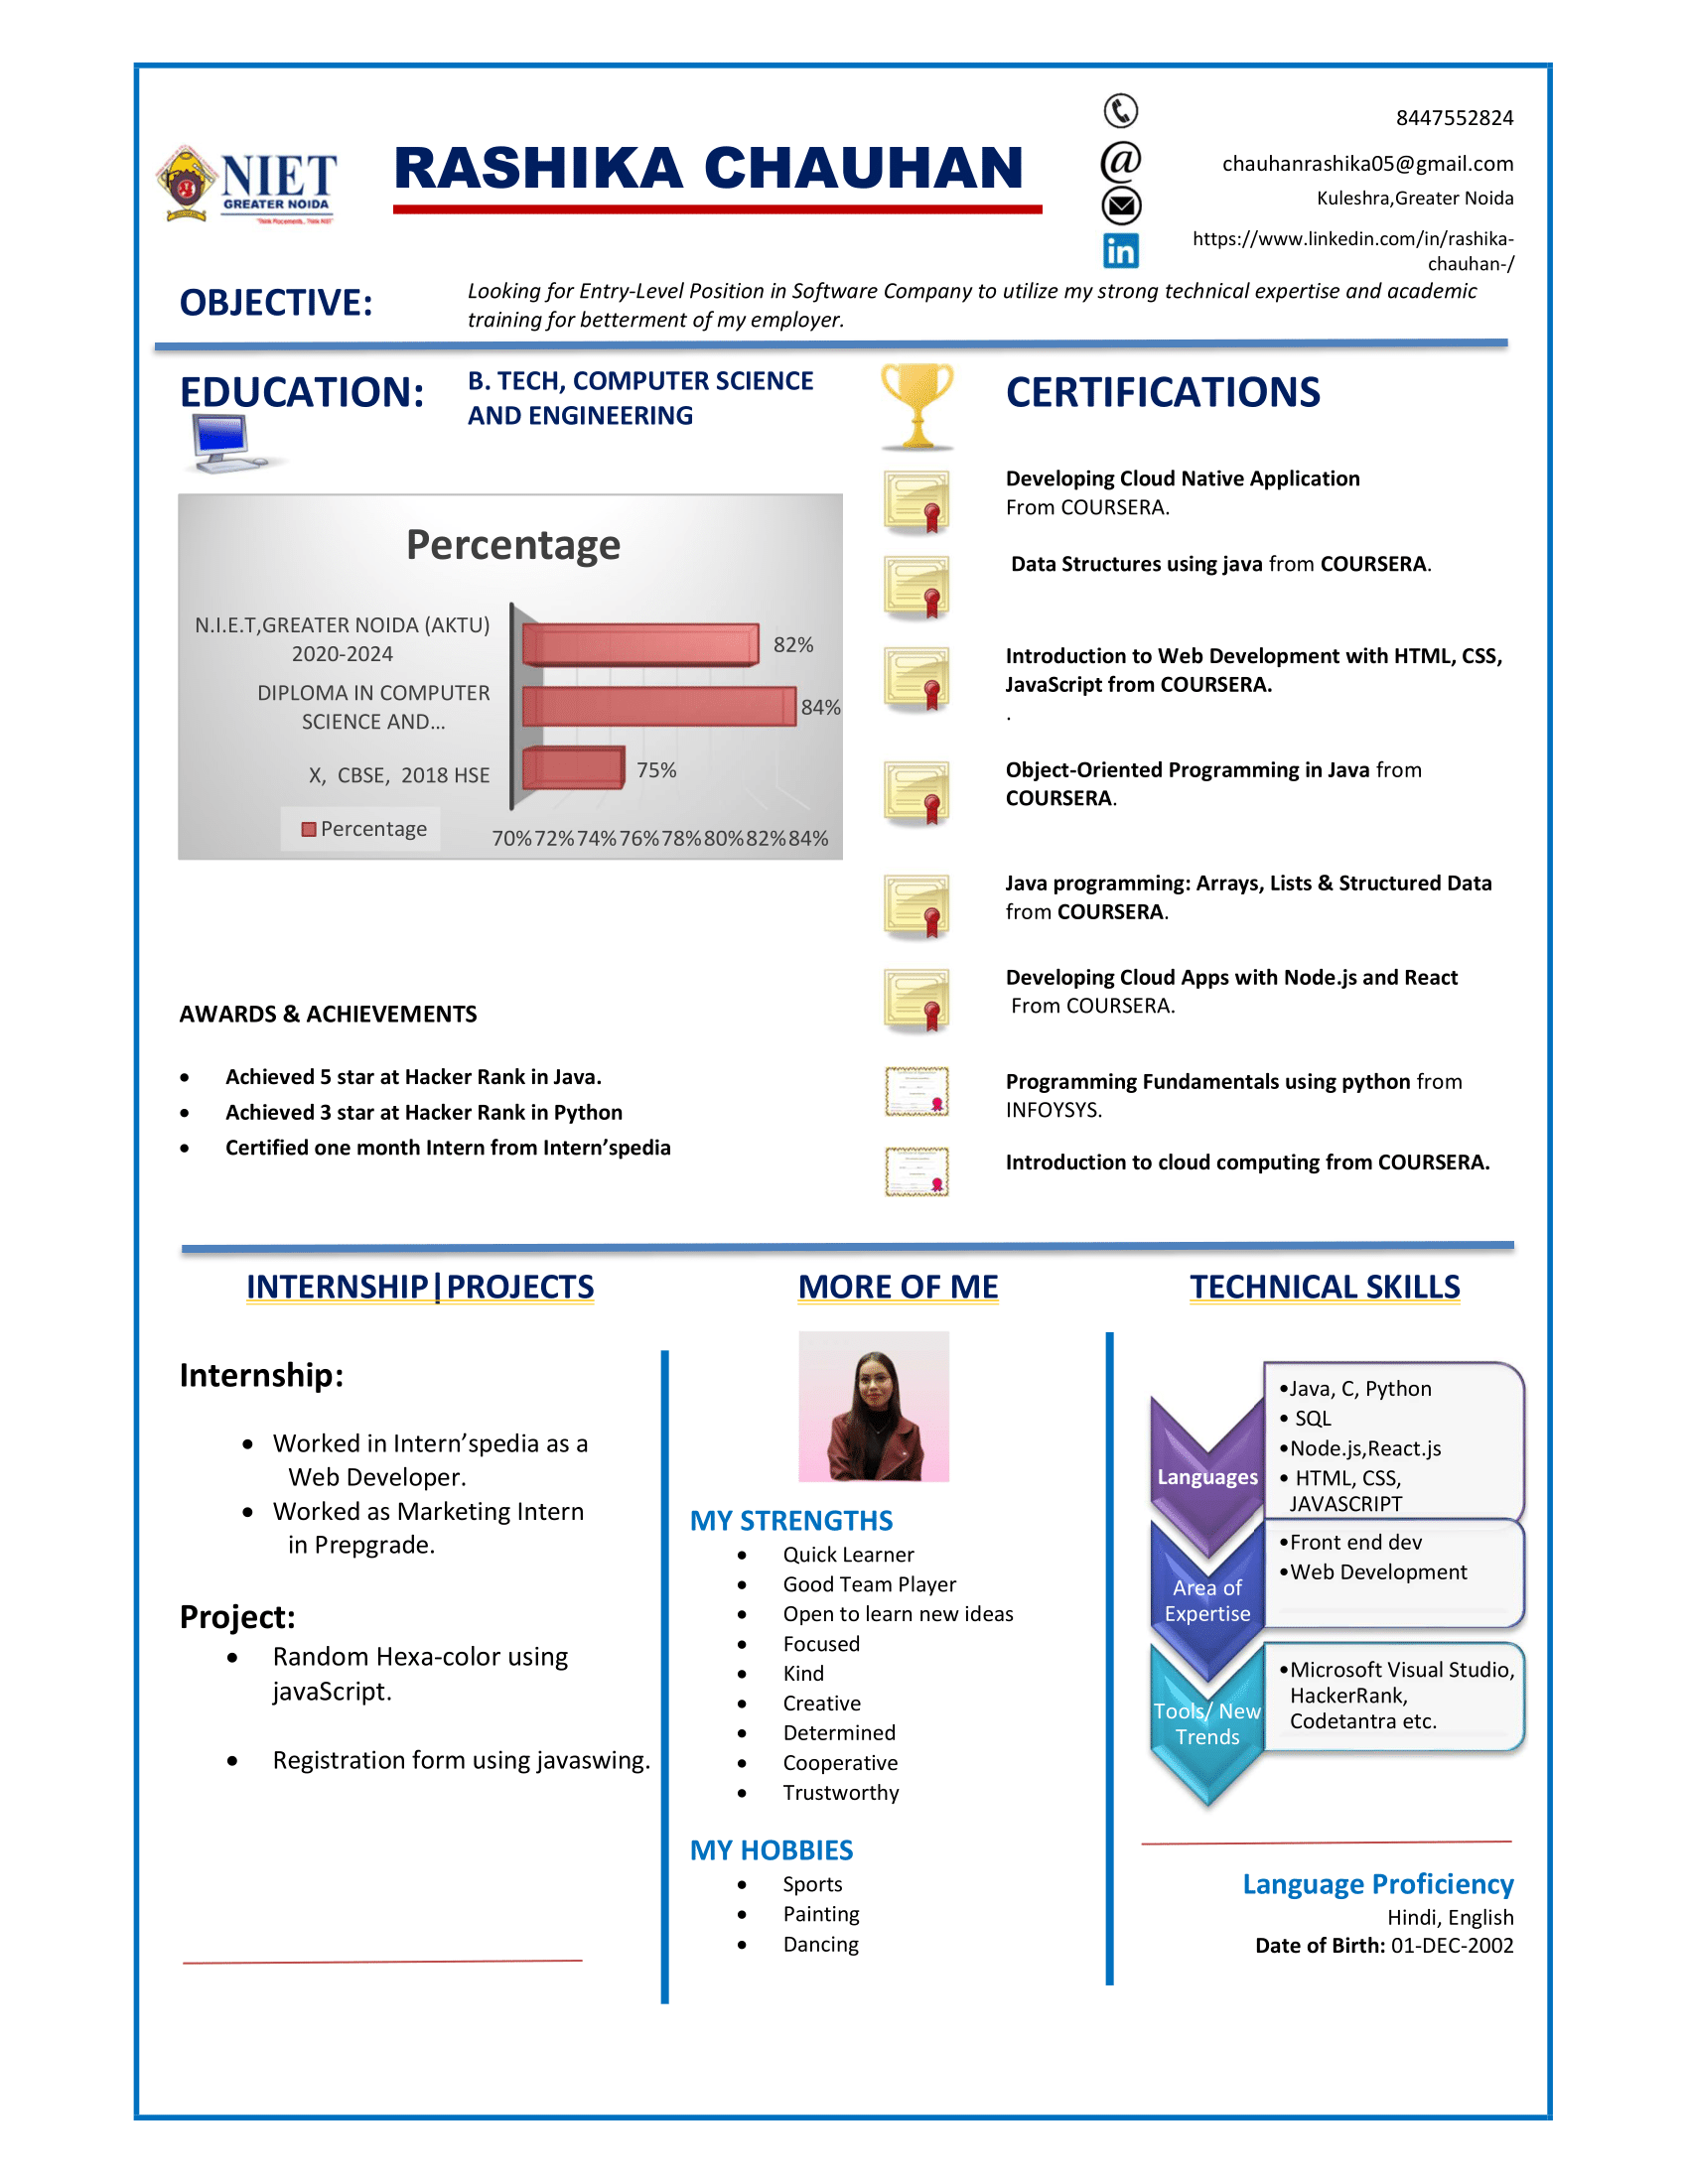 NIET
GREATER NOIDA
"Think Placements.. Think NIET"
RASHIKA CHAUHAN
8447552824
chauhanrashika05@gmail.com
Kuleshra,Greater Noida
https://www.linkedin.com/in/rashika-
chauhan-/
OBJECTIVE:
Looking for Entry-Level Position in Software Company to utilize my strong technical expertise and academic
training for betterment of my employer.
EDUCATION:
B. TECH, COMPUTER SCIENCE
AND ENGINEERING
Percentage
N.I.E.T,GREATER NOIDA (AKTU)
2020-2024
82%
DIPLOMA IN COMPUTER
SCIENCE AND...
84%
X, CBSE, 2018 HSE
75%
Percentage
70% 72% 74% 76% 78% 80% 82% 84%
AWARDS & ACHIEVEMENTS
• Achieved 5 star at Hacker Rank in Java.
• Achieved 3 star at Hacker Rank in Python
• Certified one month Intern from Intern’spedia
CERTIFICATIONS
Developing Cloud Native Application
From COURSERA.
Data Structures using java from COURSERA.
Introduction to Web Development with HTML, CSS,
JavaScript from COURSERA.
.
Object-Oriented Programming in Java from
COURSERA.
Java programming: Arrays, Lists & Structured Data
from COURSERA.
Developing Cloud Apps with Node.js and React
From COURSERA.
Programming Fundamentals using python from
INFOYSYS.
Introduction to cloud computing from COURSERA.
INTERNSHIP|PROJECTS
Internship:
• Worked in Intern’spedia as a
Web Developer.
• Worked as Marketing Intern
in Prepgrade.
Project:
• Random Hexa-color using
javaScript.
• Registration form using javaswing.
MORE OF ME
MY STRENGTHS
• Quick Learner
• Good Team Player
• Open to learn new ideas
• Focused
• Kind
• Creative
• Determined
• Cooperative
• Trustworthy
MY HOBBIES
• Sports
• Painting
• Dancing
TECHNICAL SKILLS
Languages
•Java, C, Python
• SQL
•Node.js,React.js
• HTML, CSS,
JAVASCRIPT
Area of
Expertise
•Front end dev
•Web Development
Tools/ New
Trends
•Microsoft Visual Studio,
HackerRank,
Codetantra etc.
Language Proficiency
Hindi, English
Date of Birth: 01-DEC-2002